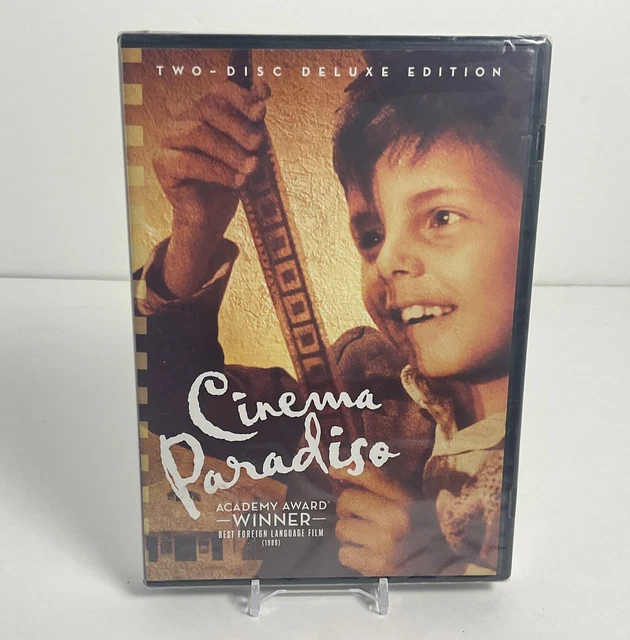 TWO-DISC DELUXE EDITION
Cinema
Paradiso
ACADEMY AWARD®
WINNER
BEST FOREIGN LANGUAGE FILM
(1989)